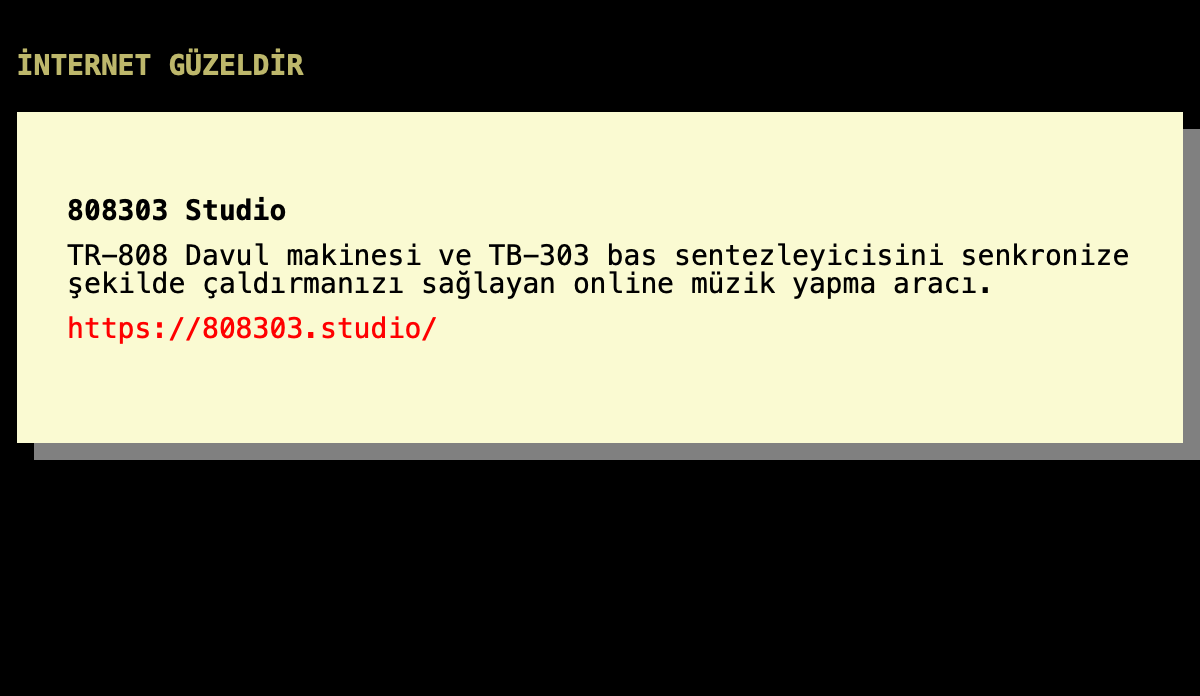 İNTERNET GÜZELDİR
808303 Studio
TR-808 Davul makinesi ve TB-303 bas sentezleyicisini senkronize
şekilde çaldırmanızı sağlayan online müzik yapma aracı.
https://808303.studio/